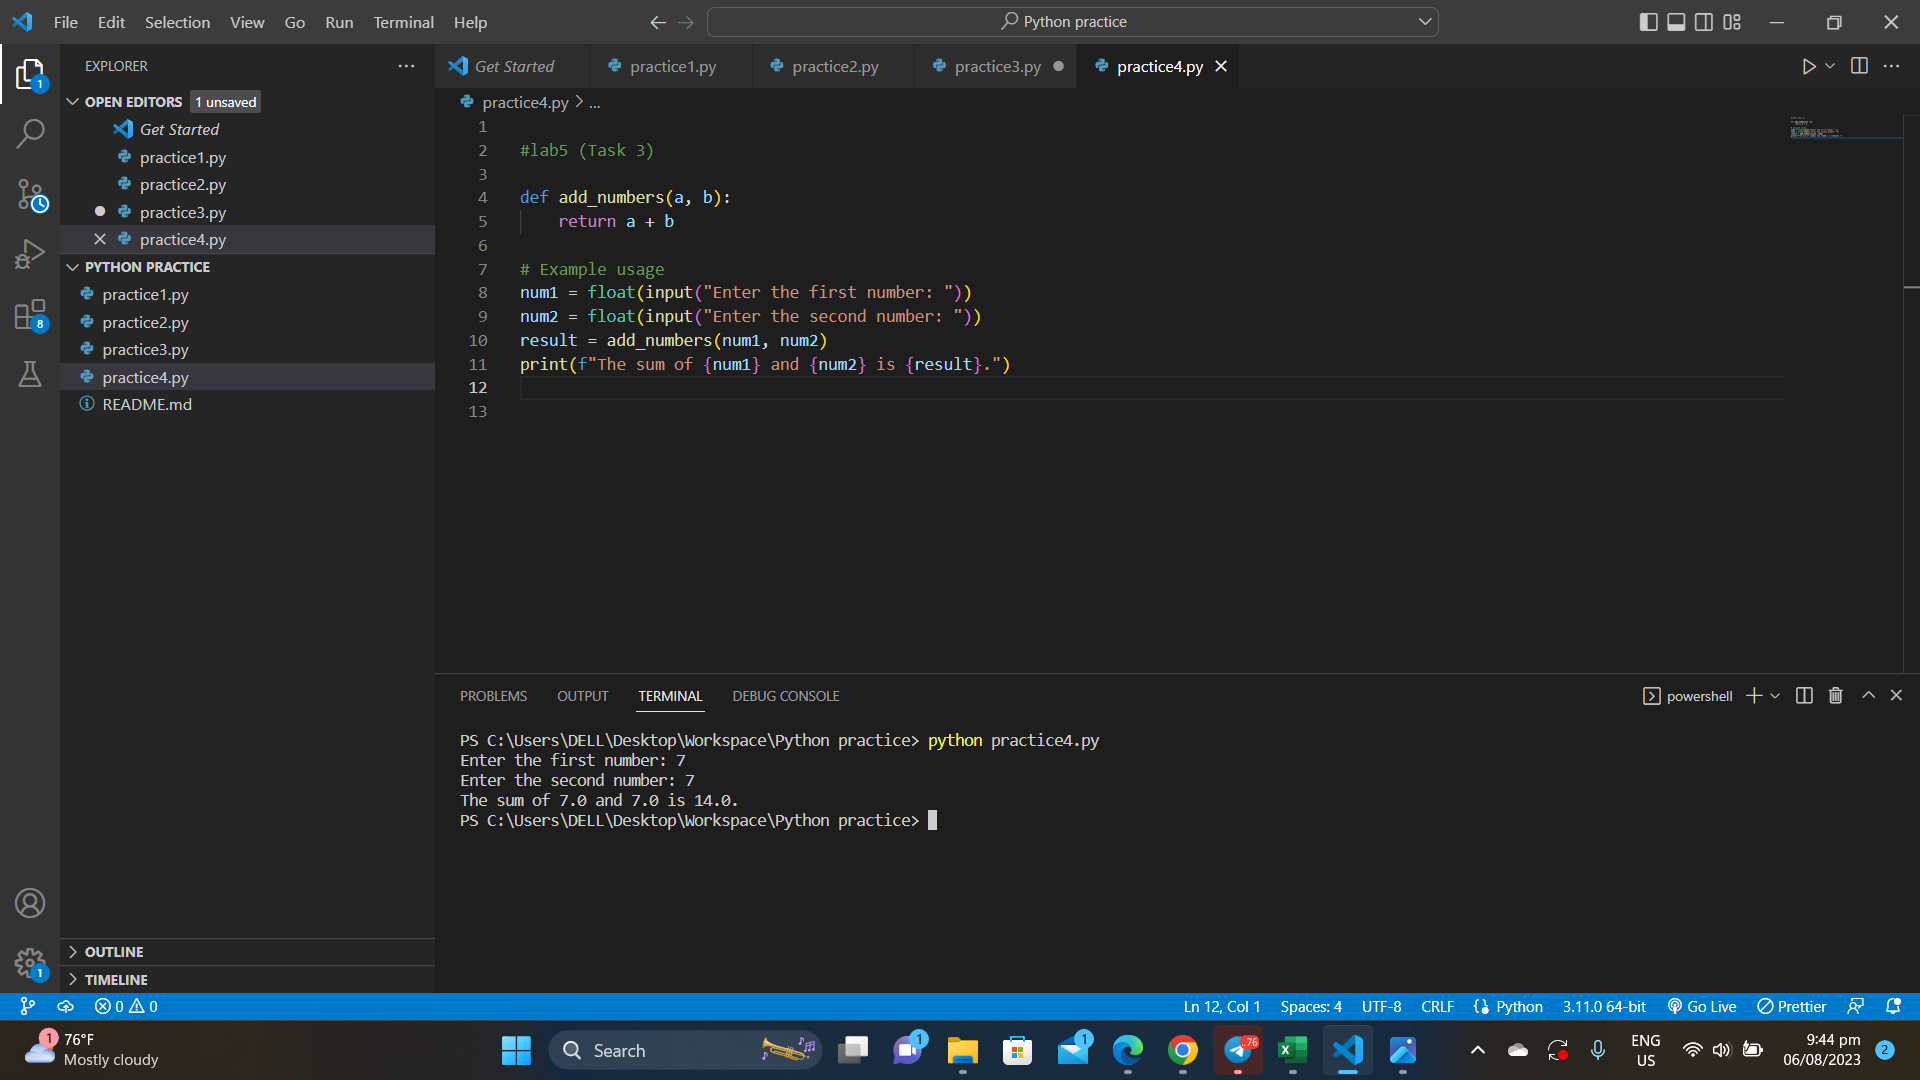 File Edit Selection View Go Run Terminal Help
Python practice
EXPLORER
OPEN EDITORS 1 unsaved
Get Started
practice1.py
practice2.py
practice3.py
practice4.py
PYTHON PRACTICE
practice1.py
practice2.py
practice3.py
practice4.py
README.md
OUTLINE
TIMELINE
1
8
1
Get Started practice1.py practice2.py practice3.py practice4.py
practice4.py > ...
1
2 #lab5 (Task 3)
3
4 def add_numbers(a, b):
5 return a + b
6
7 # Example usage
8 num1 = float(input("Enter the first number: "))
9 num2 = float(input("Enter the second number: "))
10 result = add_numbers(num1, num2)
11 print(f"The sum of {num1} and {num2} is {result}.")
12
13
PROBLEMS OUTPUT TERMINAL DEBUG CONSOLE
powershell
PS C:\Users\DELL\Desktop\Workspace\Python practice> python practice4.py
Enter the first number: 7
Enter the second number: 7
The sum of 7.0 and 7.0 is 14.0.
PS C:\Users\DELL\Desktop\Workspace\Python practice>
0 0 Ln 12, Col 1 Spaces: 4 UTF-8 CRLF Python 3.11.0 64-bit Go Live Prettier
1
76°F
Mostly cloudy
Search
1
1
76
ENG
US
9:44 pm
06/08/2023
2